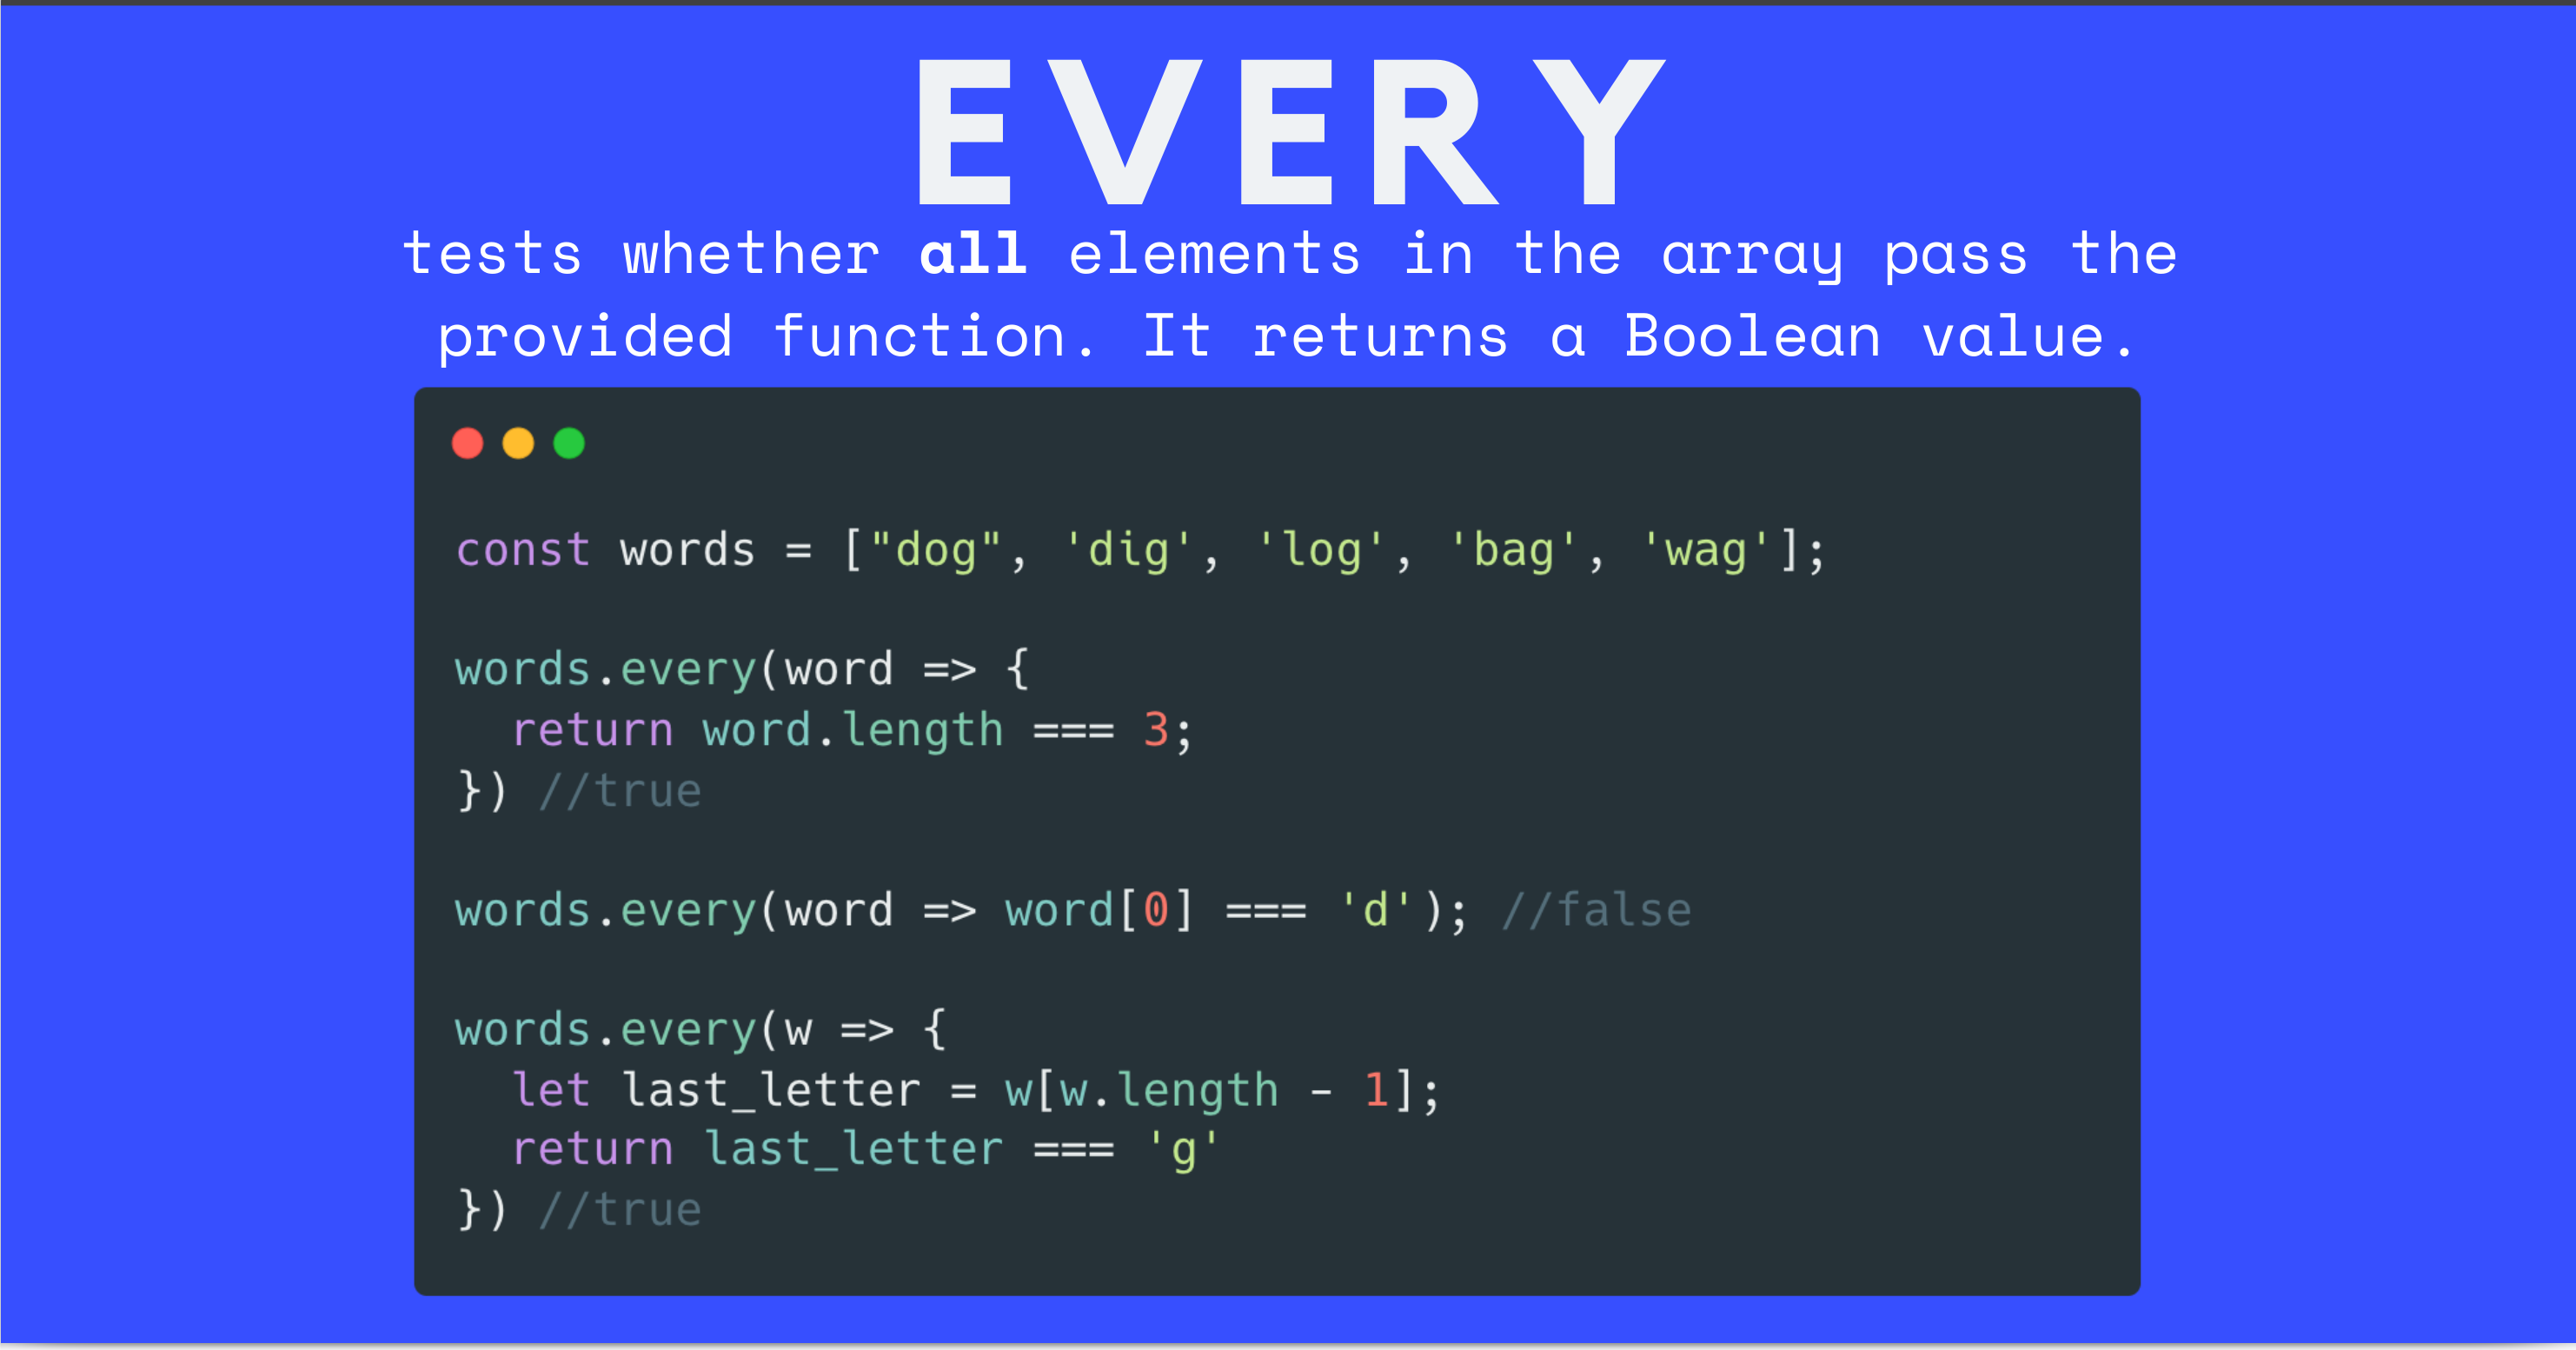 EVERY
tests whether all elements in the array pass the
provided function. It returns a Boolean value.
const words = ["dog", 'dig', 'log', 'bag', 'wag'];
words.every(word => {
  return word.length === 3;
}) //true
words.every(word => word[0] === 'd'); //false
words.every(w => {
  let last_letter = w[w.length - 1];
  return last_letter === 'g'
}) //true